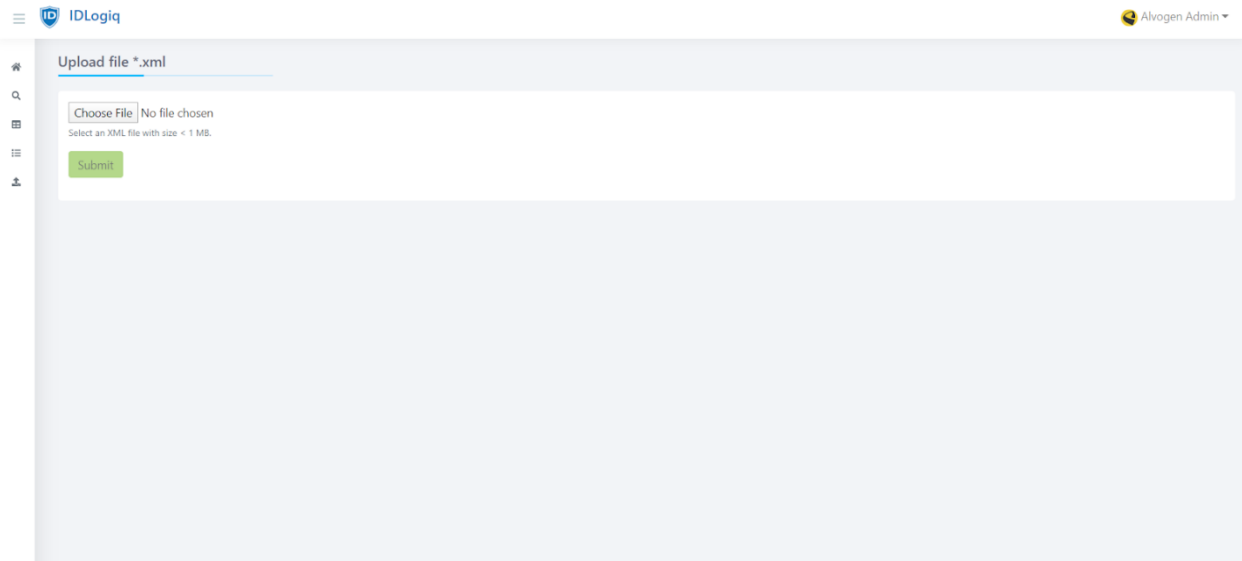 ID IDLogiq
Alvogen Admin
Upload file *.xml
Choose File No file chosen
Select an XML file with size < 1 MB.
Submit